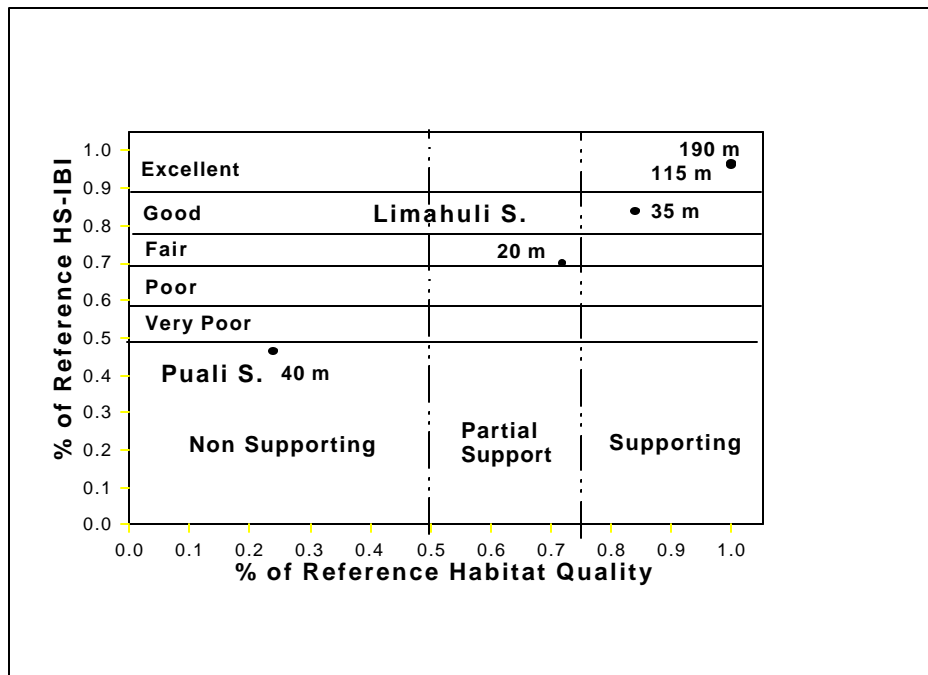 % of Reference HS-IBI
1.0
0.9
0.8
0.7
0.6
0.5
0.4
0.3
0.2
0.1
0.0
Excellent
190 m
115 m
Good
Limahuli S.
35 m
Fair
20 m
Poor
Very Poor
Puali S.
40 m
Non Supporting
Partial
Support
Supporting
0.0 0.1 0.2 0.3 0.4 0.5 0.6 0.7 0.8 0.9 1.0
% of Reference Habitat Quality